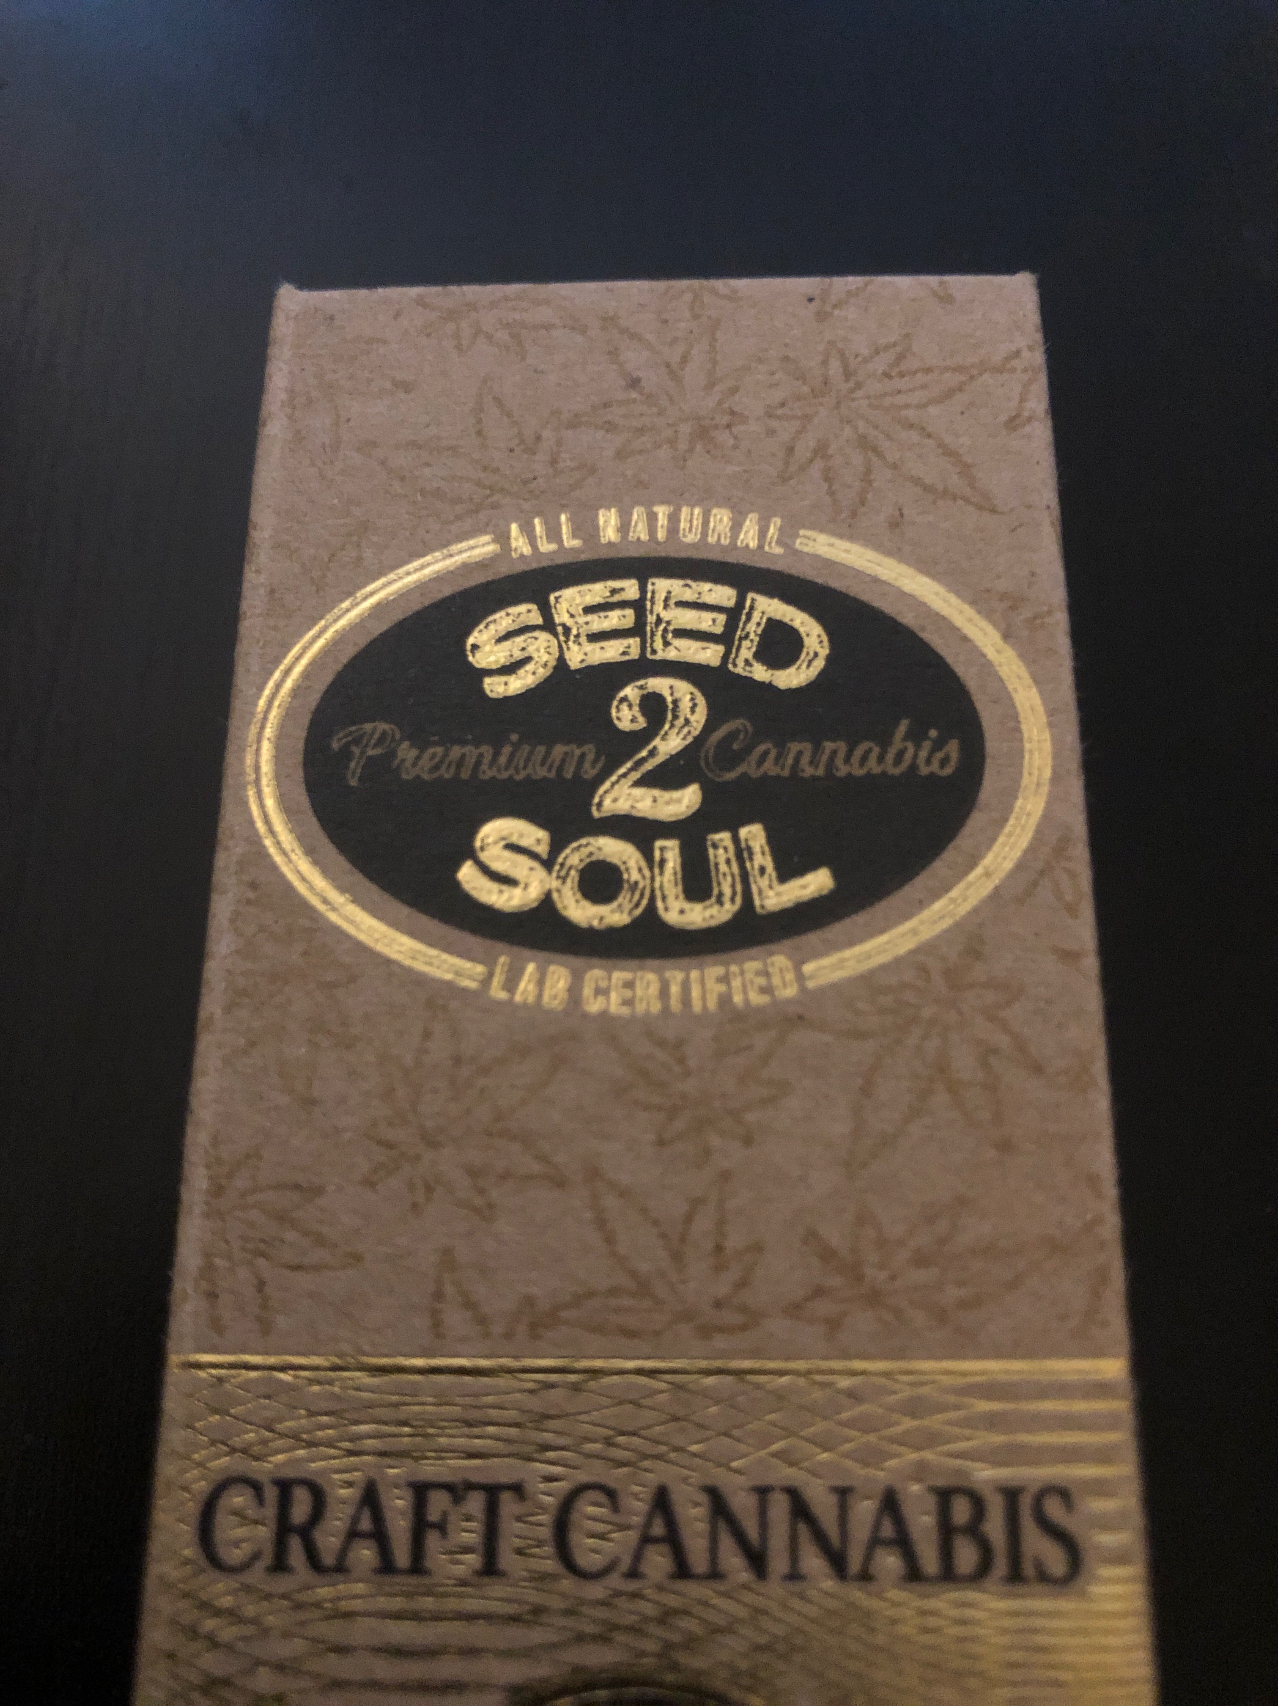 ALL NATURAL
SEED
Premium 2 Cannabis
SOUL
LAB CERTIFIED
CRAFT CANNABIS